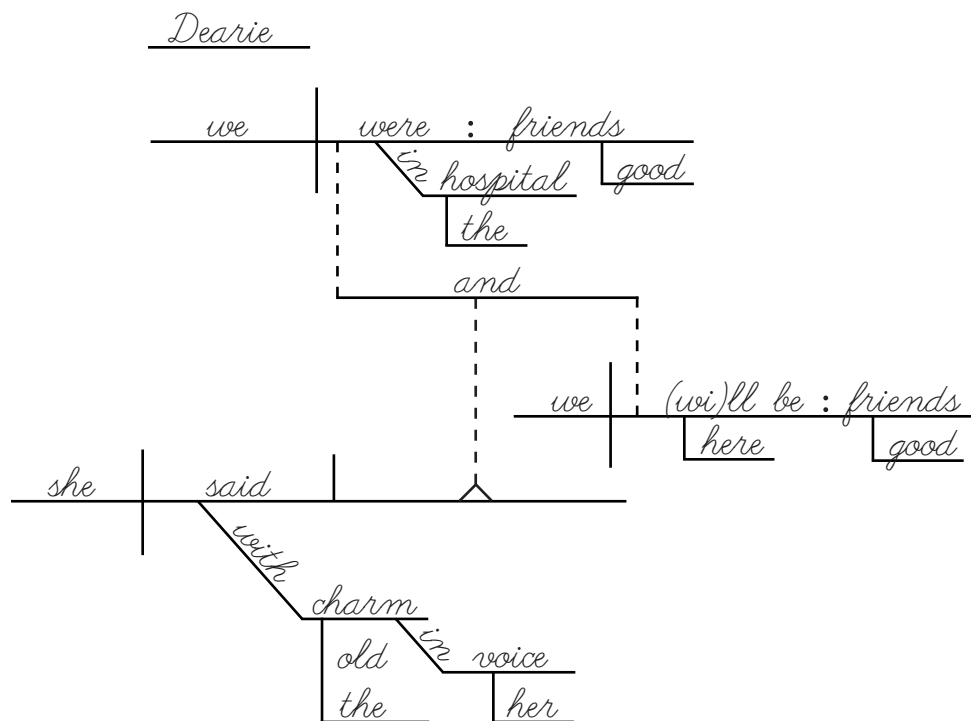 Dearie
we were : friends
in hospital good
the
and
we (wi)ll be : friends
here good
she said
with
charm
old in voice
the her